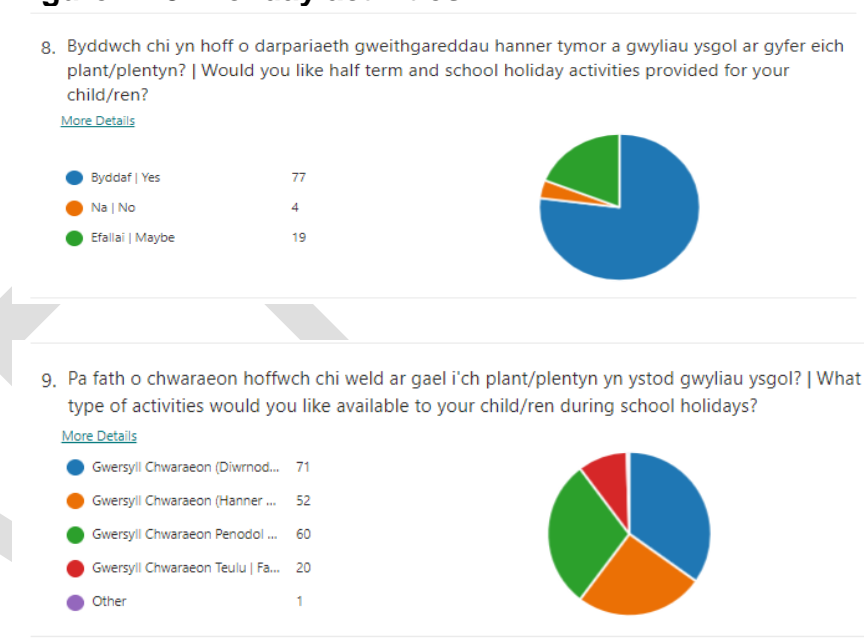 8. Byddwch chi yn hoff o darpariaeth gweithgareddau hanner tymor a gwyliau ysgol ar gyfer eich
plant/plentyn? | Would you like half term and school holiday activities provided for your
child/ren?
More Details
Byddaf | Yes 77
Na | No 4
Efallai | Maybe 19
9. Pa fath o chwaraeon hoffwch chi weld ar gael i'ch plant/plentyn yn ystod gwyliau ysgol? | What
type of activities would you like available to your child/ren during school holidays?
More Details
Gwersyll Chwaraeon (Diwrnod... 71
Gwersyll Chwaraeon (Hanner ... 52
Gwersyll Chwaraeon Penodol ... 60
Gwersyll Chwaraeon Teulu | Fa... 20
Other 1